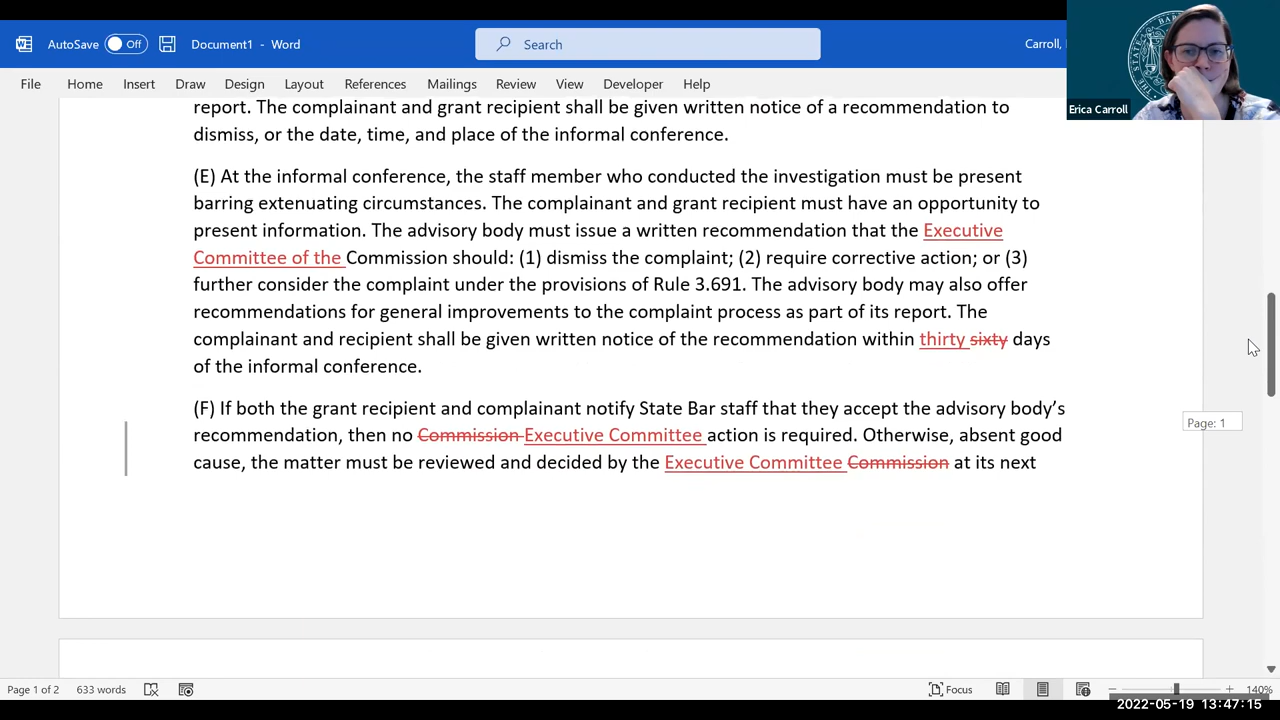 AutoSave Off Document1 - Word Search Carroll,
File Home Insert Draw Design Layout References Mailings Review View Developer Help
Erica Carroll
report. The complainant and grant recipient shall be given written notice of a recommendation to
dismiss, or the date, time, and place of the informal conference.
(E) At the informal conference, the staff member who conducted the investigation must be present
barring extenuating circumstances. The complainant and grant recipient must have an opportunity to
present information. The advisory body must issue a written recommendation that the Executive
Committee of the Commission should: (1) dismiss the complaint; (2) require corrective action; or (3)
further consider the complaint under the provisions of Rule 3.691. The advisory body may also offer
recommendations for general improvements to the complaint process as part of its report. The
complainant and recipient shall be given written notice of the recommendation within thirty sixty days
of the informal conference.
(F) If both the grant recipient and complainant notify State Bar staff that they accept the advisory body’s
recommendation, then no Commission Executive Committee action is required. Otherwise, absent good
cause, the matter must be reviewed and decided by the Executive Committee Commission at its next
Page: 1
Page 1 of 2 633 words Focus 140%
2022-05-19 13:47:15